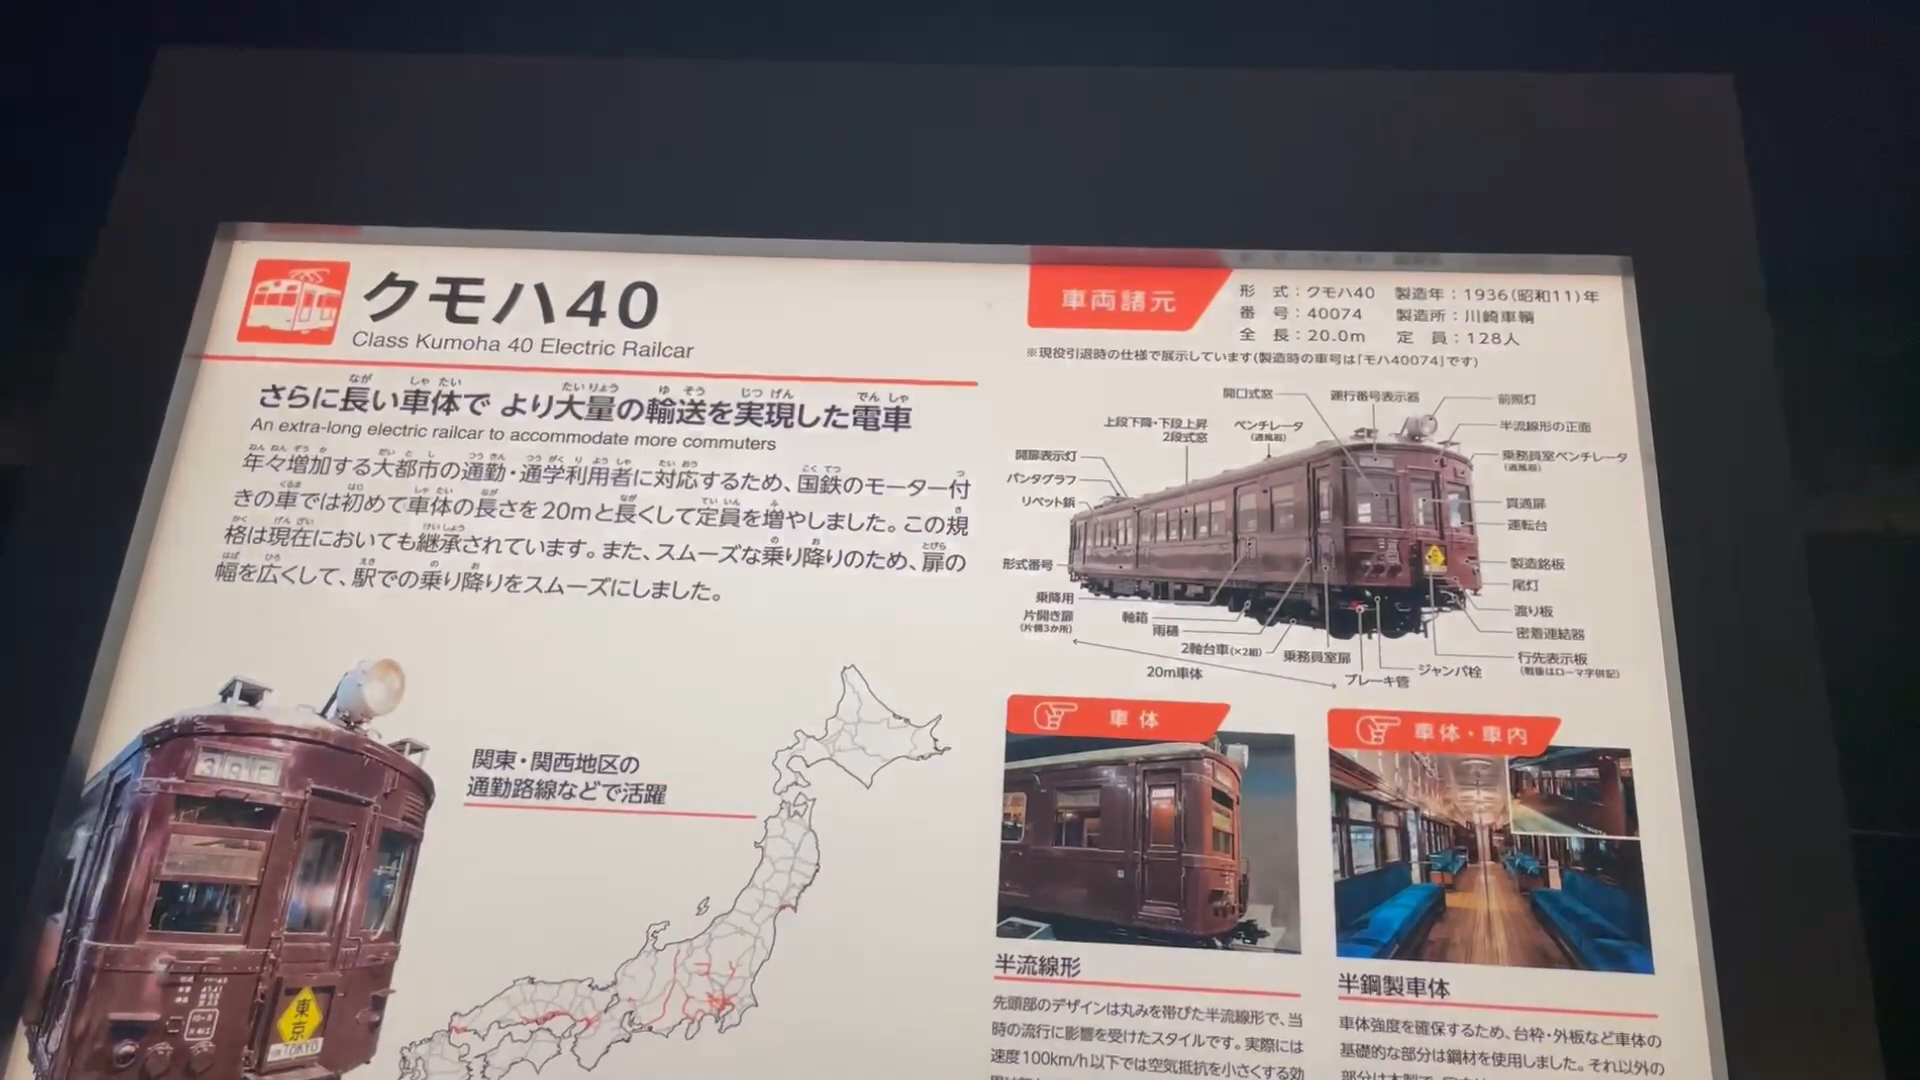 クモハ40
Class Kumoha 40 Electric Railcar
さらに長い車体で より大量の輸送を実現した電車
An extra-long electric railcar to accommodate more commuters
年々増加する大都市の通勤・通学利用者に対応するため、国鉄のモーター付
きの車では初めて車体の長さを20mと長くして定員を増やしました。この規
格は現在においても継承されています。また、スムーズな乗り降りのため、扉の
幅を広くして、駅での乗り降りをスムーズにしました。
関東・関西地区の
通勤路線などで活躍
東京
TOKYO
車両諸元
形 式：クモハ40 製造年：1936(昭和11)年
番 号：40074 製造所：川崎車輌
全 長：20.0m 定 員：128人
※現役引退時の仕様で展示しています(製造時の車号は「モハ40074」です)
開口式窓
運行番号表示器
前照灯
上段下降・下段上昇
2段式窓
ベンチレータ
(通風器)
半流線形の正面
開扉表示灯
乗務員室ベンチレータ
(通風器)
パンタグラフ
リベット鋲
貫通扉
運転台
形式番号
製造銘板
尾灯
乗降用
片開き扉
(片側3か所)
軸箱
雨樋
渡り板
密着連結器
2軸台車(×2組)
乗務員室扉
行先表示板
(戦後はローマ字併記)
20m車体
ブレーキ管
ジャンパ栓
車体
半流線形
先頭部のデザインは丸みを帯びた半流線形で、当
時の流行に影響を受けたスタイルです。実際には
速度100km/h以下では空気抵抗を小さくする効
車体・車内
半鋼製車体
車体強度を確保するため、台枠・外板など車体の
基礎的な部分は鋼材を使用しました。それ以外の